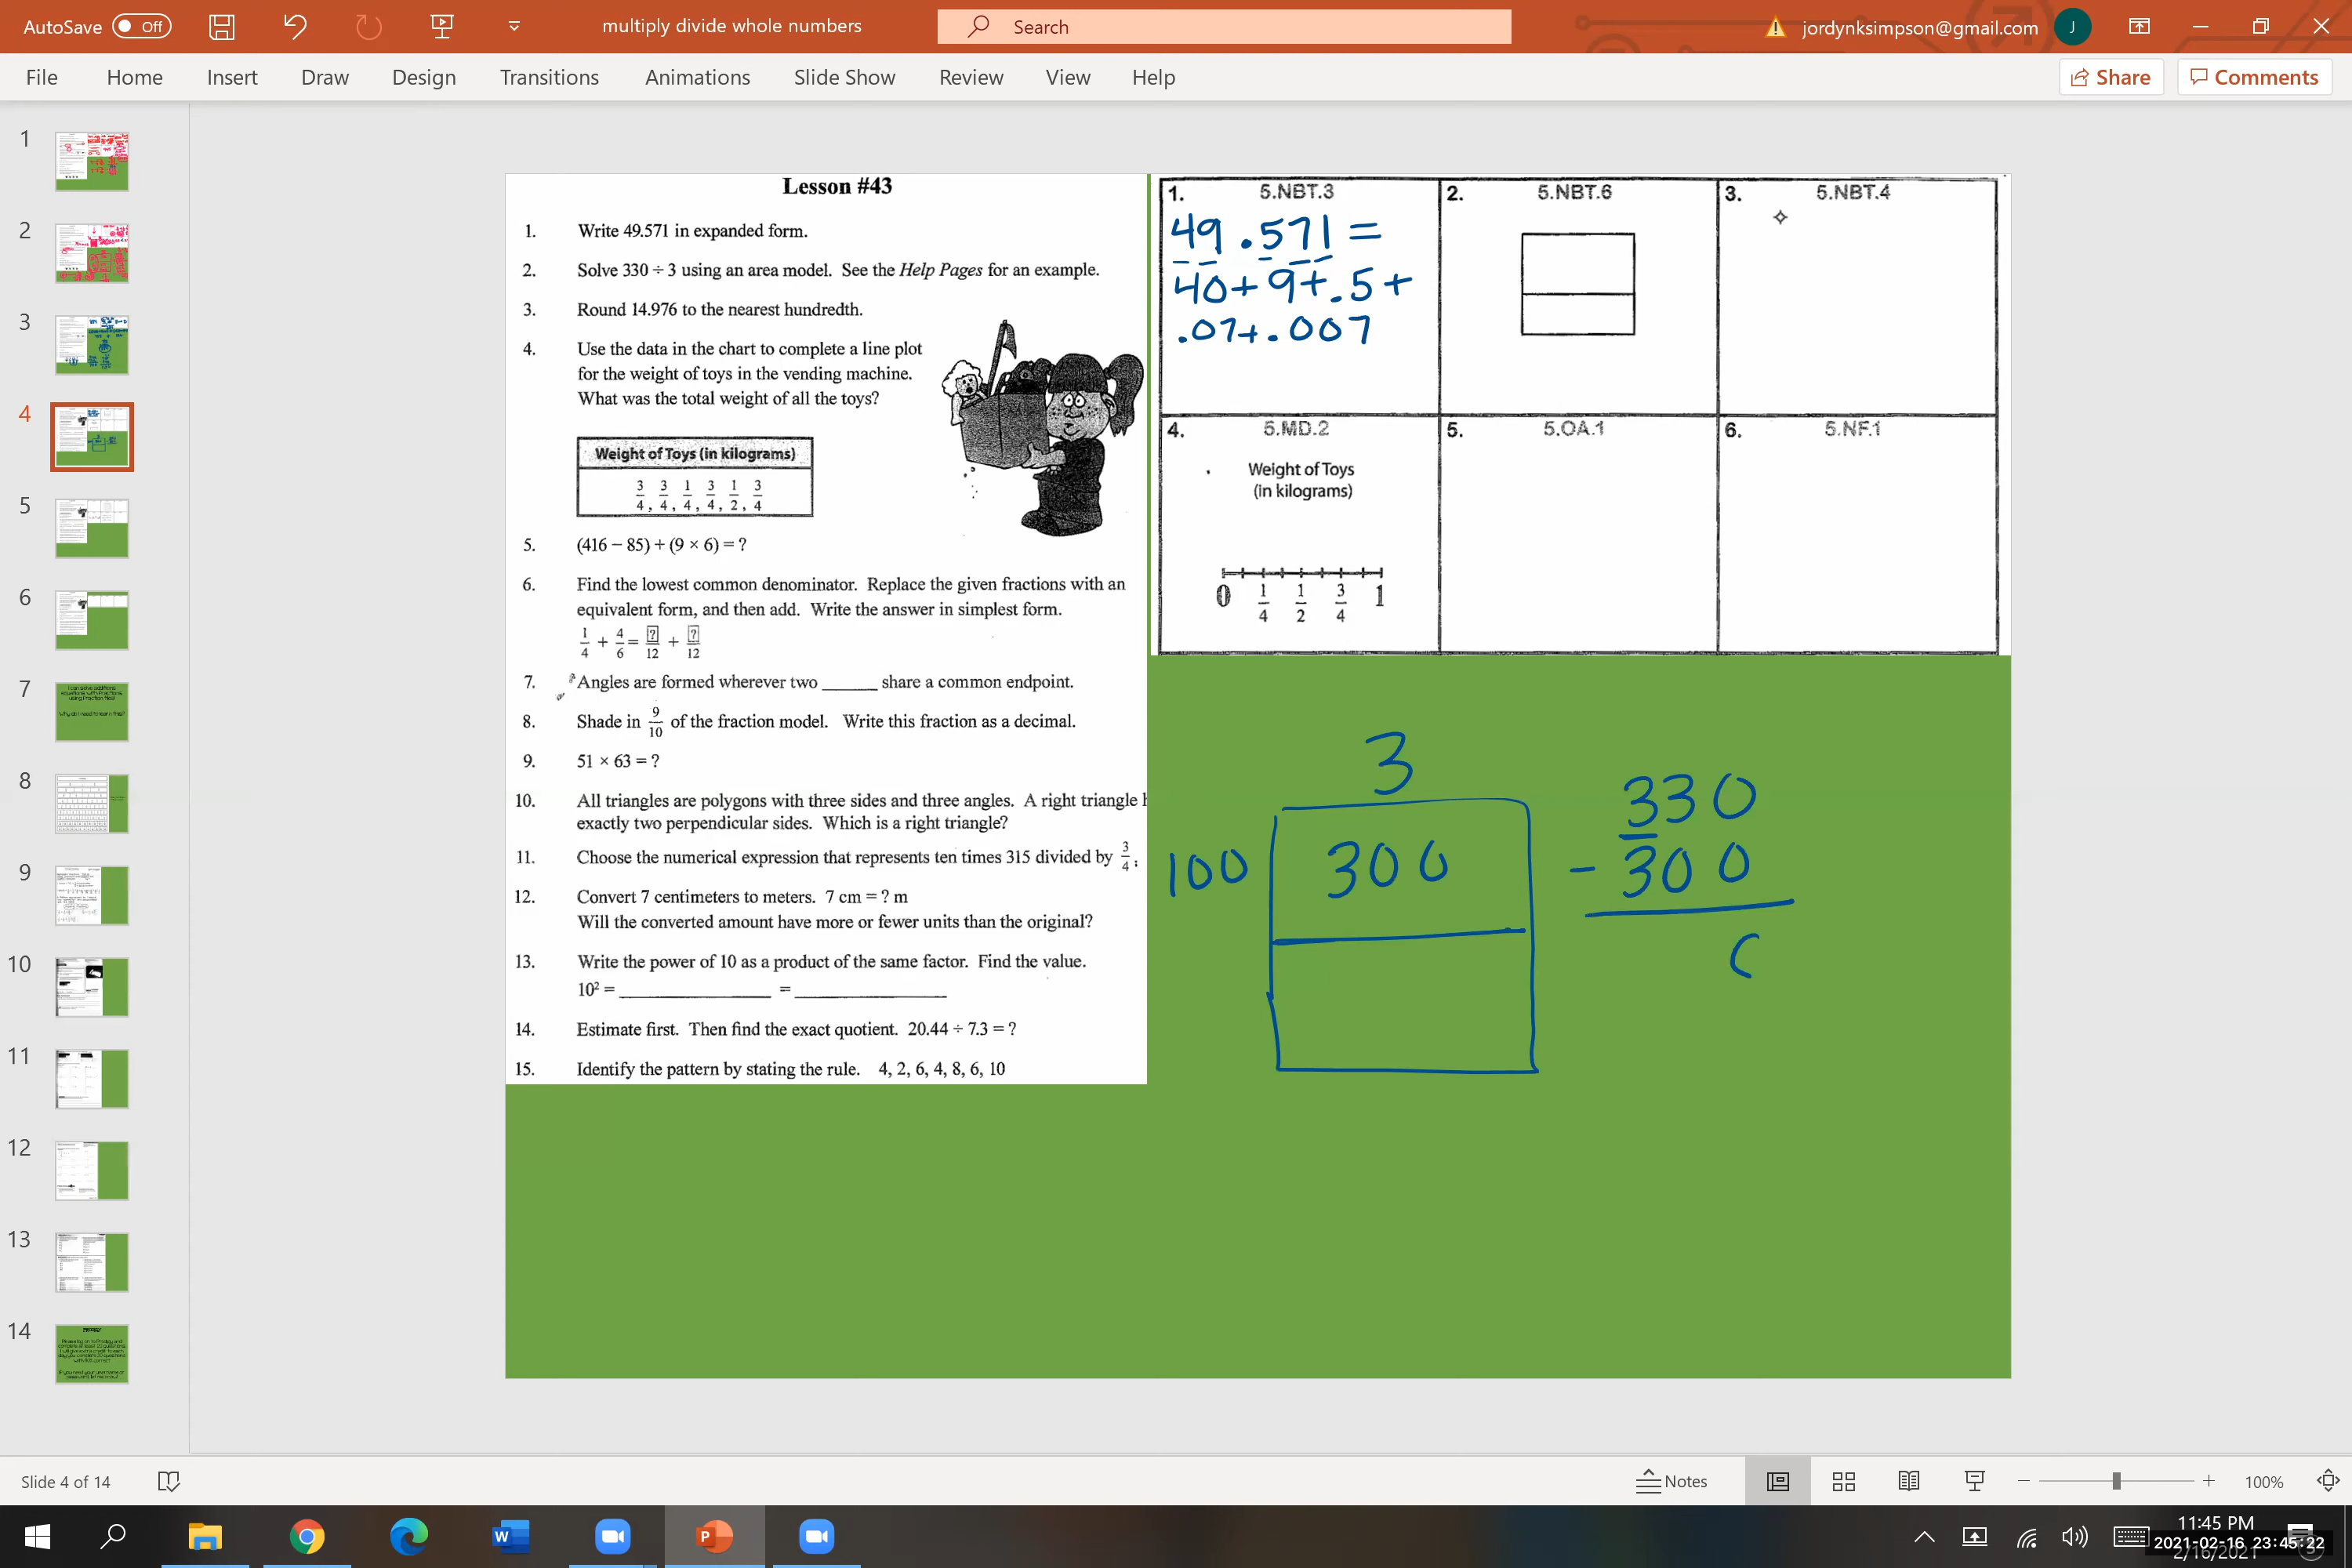 AutoSave Off multiply divide whole numbers Search jordynksimpson@gmail.com J
File Home Insert Draw Design Transitions Animations Slide Show Review View Help Share Comments
1
2
3
4
5
6
7
8
9
10
11
12
13
14
Lesson #43
1. Write 49.571 in expanded form.
2. Solve 330 ÷ 3 using an area model. See the Help Pages for an example.
3. Round 14.976 to the nearest hundredth.
4. Use the data in the chart to complete a line plot
for the weight of toys in the vending machine.
What was the total weight of all the toys?
Weight of Toys (in kilograms)
3/4, 3/4, 1/4, 3/4, 1/2, 3/4
5. (416 − 85) + (9 × 6) = ?
6. Find the lowest common denominator. Replace the given fractions with an
equivalent form, and then add. Write the answer in simplest form.
1/4 + 4/6 = ?/12 + ?/12
7. Angles are formed wherever two ______ share a common endpoint.
8. Shade in 9/10 of the fraction model. Write this fraction as a decimal.
9. 51 × 63 = ?
10. All triangles are polygons with three sides and three angles. A right triangle
exactly two perpendicular sides. Which is a right triangle?
11. Choose the numerical expression that represents ten times 315 divided by 3/4;
12. Convert 7 centimeters to meters. 7 cm = ? m
Will the converted amount have more or fewer units than the original?
13. Write the power of 10 as a product of the same factor. Find the value.
10² = ______________ = ______________
14. Estimate first. Then find the exact quotient. 20.44 ÷ 7.3 = ?
15. Identify the pattern by stating the rule. 4, 2, 6, 4, 8, 6, 10
1. 5.NBT.3
49.571 =
40+9+.5+
.07+.007
2. 5.NBT.6
3. 5.NBT.4
4. 5.MD.2
Weight of Toys
(in kilograms)
0 1/4 1/2 3/4 1
5. 5.OA.1
6. 5.NF.1
3
100 300
330
- 300
Slide 4 of 14 Notes 100%
11:45 PM
2021-02-16 23:45:22